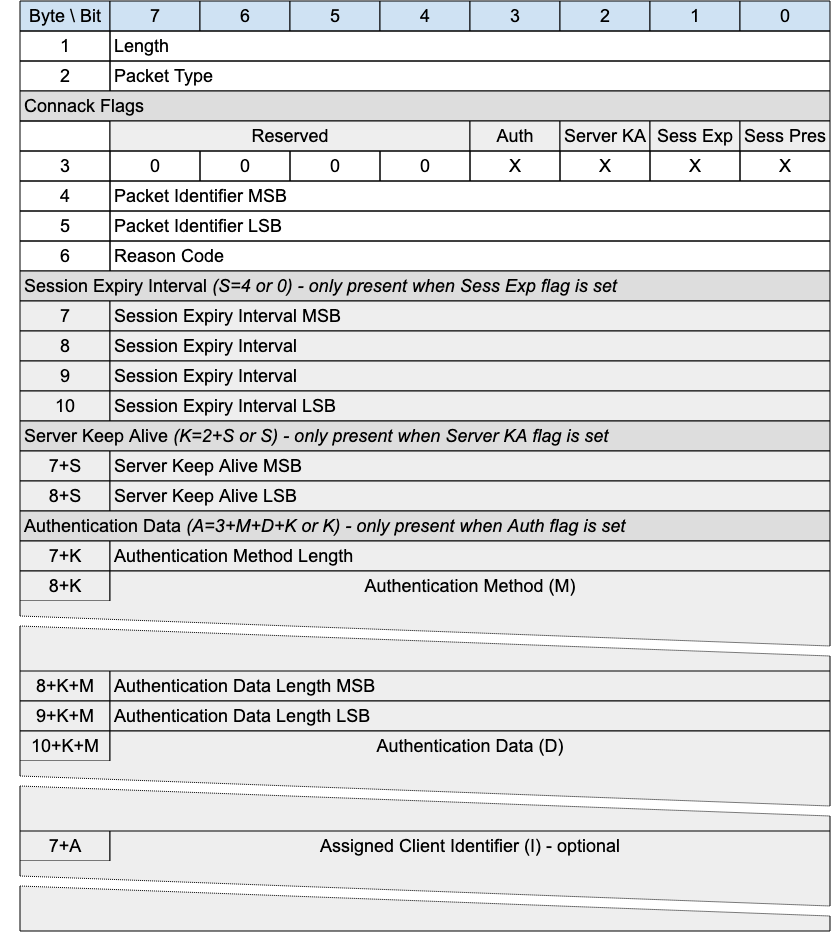 Byte \ Bit 7 6 5 4 3 2 1 0
1 Length
2 Packet Type
Connack Flags
Reserved Auth Server KA Sess Exp Sess Pres
3 0 0 0 0 X X X X
4 Packet Identifier MSB
5 Packet Identifier LSB
6 Reason Code
Session Expiry Interval (S=4 or 0) - only present when Sess Exp flag is set
7 Session Expiry Interval MSB
8 Session Expiry Interval
9 Session Expiry Interval
10 Session Expiry Interval LSB
Server Keep Alive (K=2+S or S) - only present when Server KA flag is set
7+S Server Keep Alive MSB
8+S Server Keep Alive LSB
Authentication Data (A=3+M+D+K or K) - only present when Auth flag is set
7+K Authentication Method Length
8+K Authentication Method (M)
8+K+M Authentication Data Length MSB
9+K+M Authentication Data Length LSB
10+K+M Authentication Data (D)
7+A Assigned Client Identifier (I) - optional